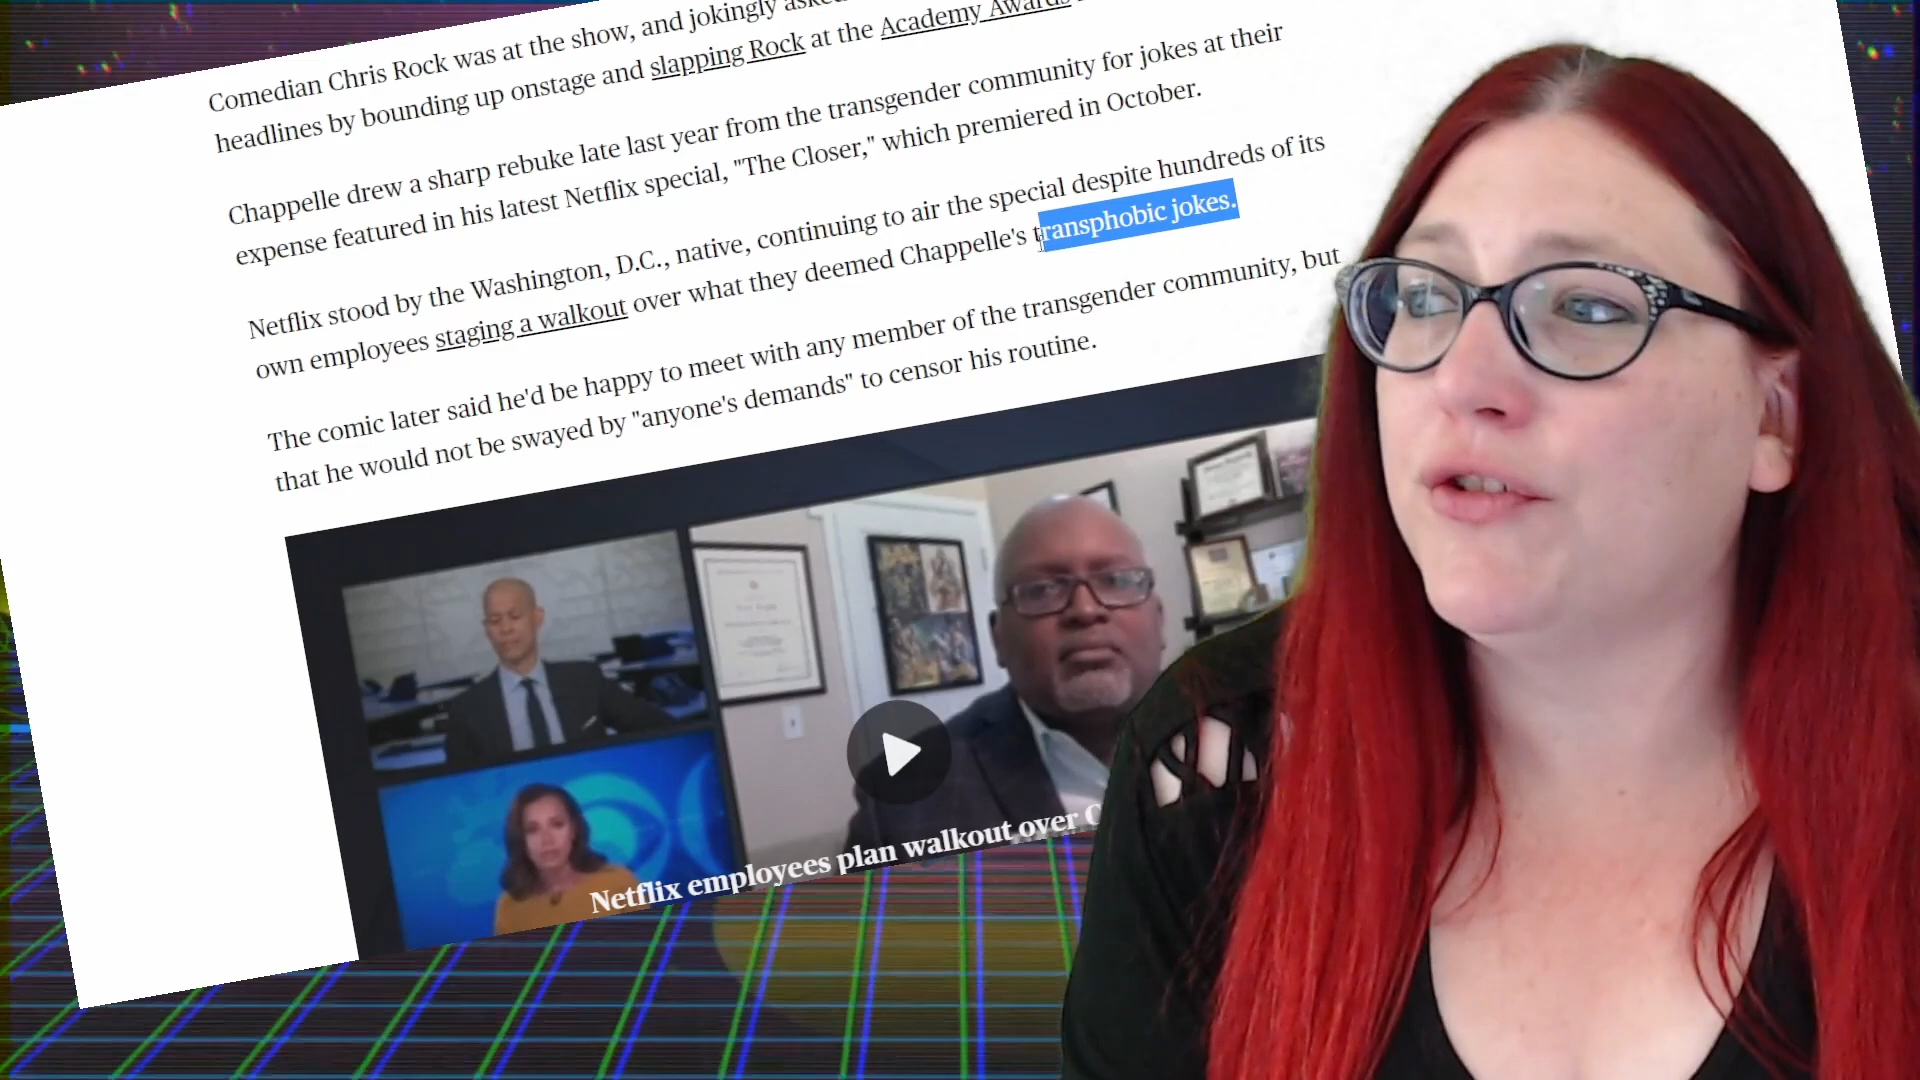 Comedian Chris Rock was at the show, and jokingly
headlines by bounding up onstage and slapping Rock at the Academy Awards
Chappelle drew a sharp rebuke late last year from the transgender community for jokes at their
expense featured in his latest Netflix special, "The Closer," which premiered in October.
Netflix stood by the Washington, D.C., native, continuing to air the special despite hundreds of its
own employees staging a walkout over what they deemed Chappelle's transphobic jokes.
The comic later said he'd be happy to meet with any member of the transgender community, but
that he would not be swayed by "anyone's demands" to censor his routine.
Netflix employees plan walkout over